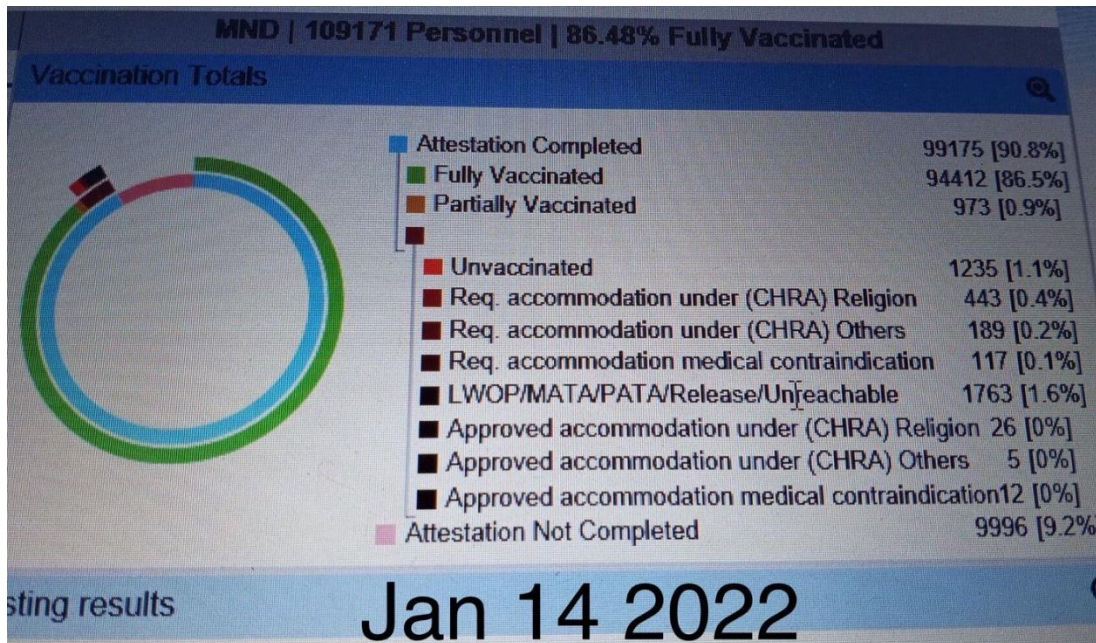 MND | 109171 Personnel | 86.48% Fully Vaccinated
Vaccination Totals
Attestation Completed 99175 [90.8%]
Fully Vaccinated 94412 [86.5%]
Partially Vaccinated 973 [0.9%]
Unvaccinated 1235 [1.1%]
Req. accommodation under (CHRA) Religion 443 [0.4%]
Req. accommodation under (CHRA) Others 189 [0.2%]
Req. accommodation medical contraindication 117 [0.1%]
LWOP/MATA/PATA/Release/Unreachable 1763 [1.6%]
Approved accommodation under (CHRA) Religion 26 [0%]
Approved accommodation under (CHRA) Others 5 [0%]
Approved accommodation medical contraindication12 [0%]
Attestation Not Completed 9996 [9.2%
sting results
Jan 14 2022